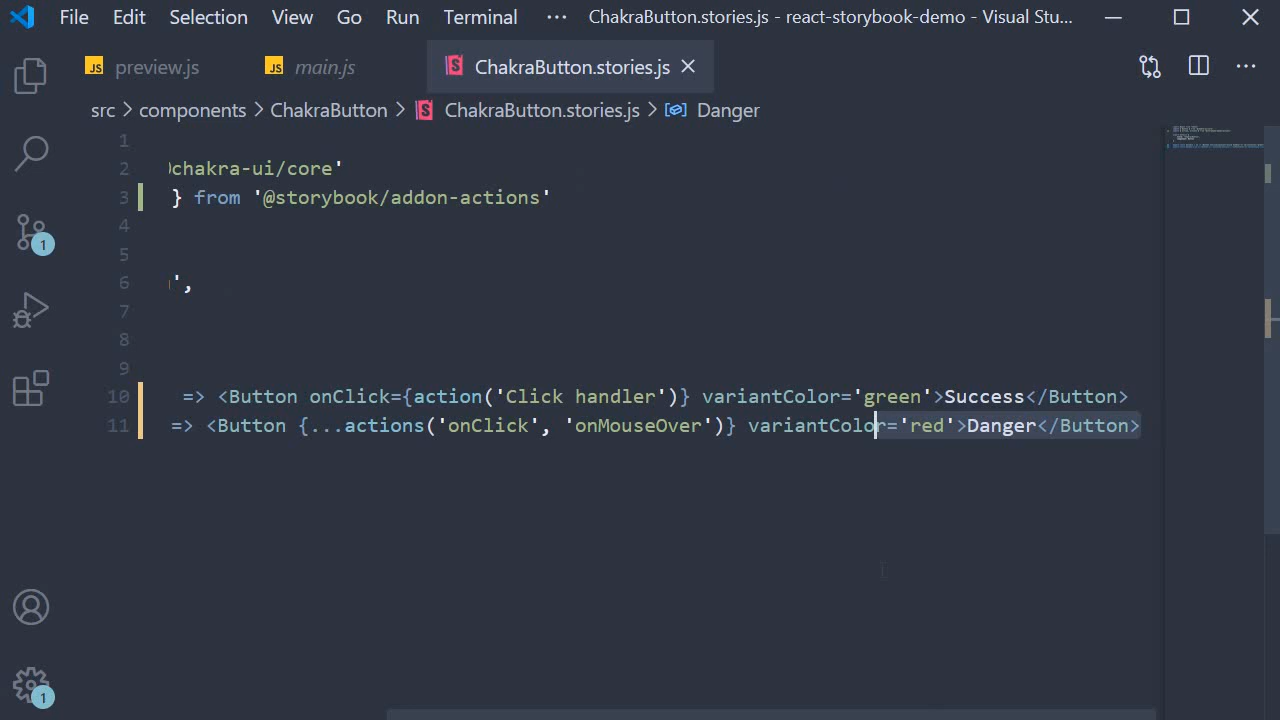 File Edit Selection View Go Run Terminal ··· ChakraButton.stories.js - react-storybook-demo - Visual Stu...
JS preview.js JS main.js ChakraButton.stories.js
src > components > ChakraButton > ChakraButton.stories.js > Danger
1
2 chakra-ui/core'
3 } from '@storybook/addon-actions'
4
5
6 ',
7
8
9
10 => <Button onClick={action('Click handler')} variantColor='green'>Success</Button>
11 => <Button {...actions('onClick', 'onMouseOver')} variantColor='red'>Danger</Button>
1
1